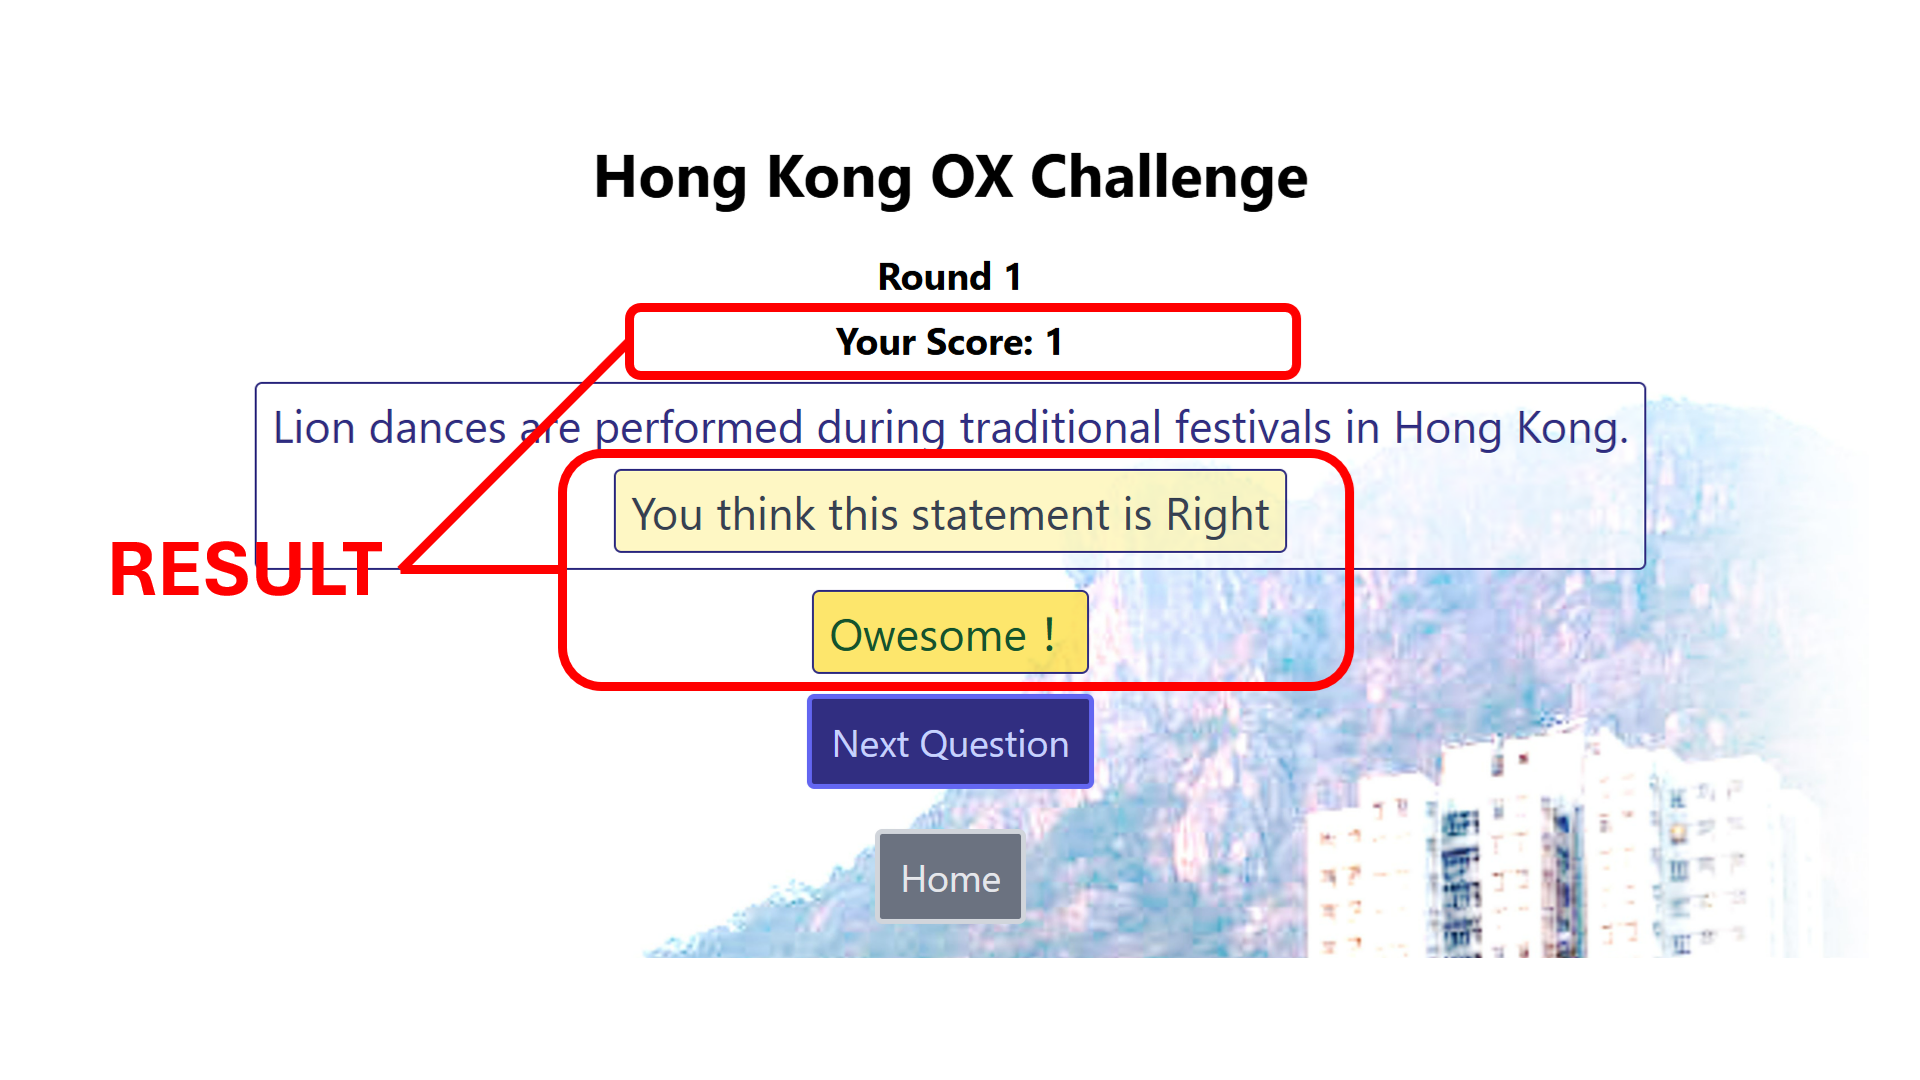 Hong Kong OX Challenge
Round 1
Your Score: 1
Lion dances are performed during traditional festivals in Hong Kong.
You think this statement is Right
RESULT
Owesome！
Next Question
Home